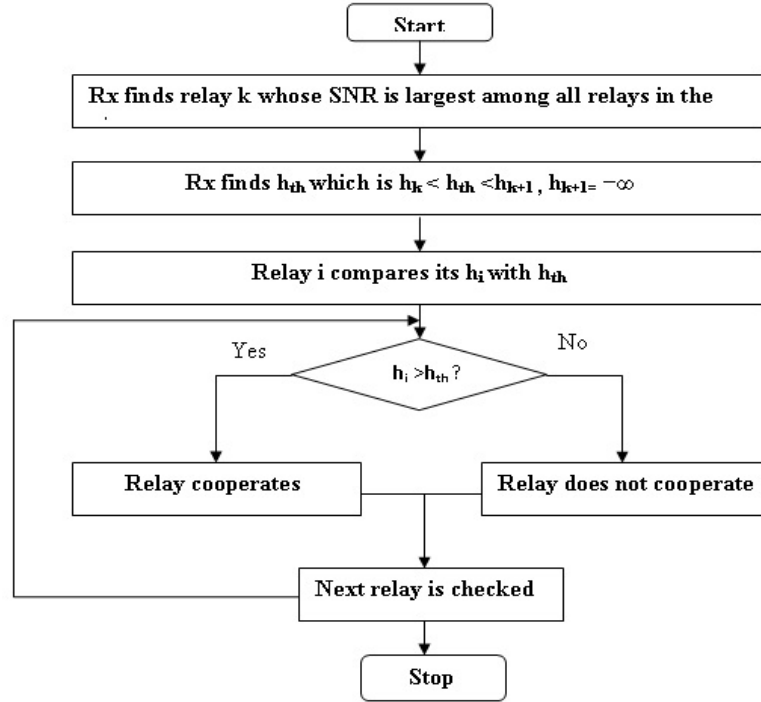 Start
Rx finds relay k whose SNR is largest among all relays in the
Rx finds hth which is hk < hth <hk+1 , hk+1= −∞
Relay i compares its hi with hth
Yes
No
hi >hth ?
Relay cooperates
Relay does not cooperate
Next relay is checked
Stop